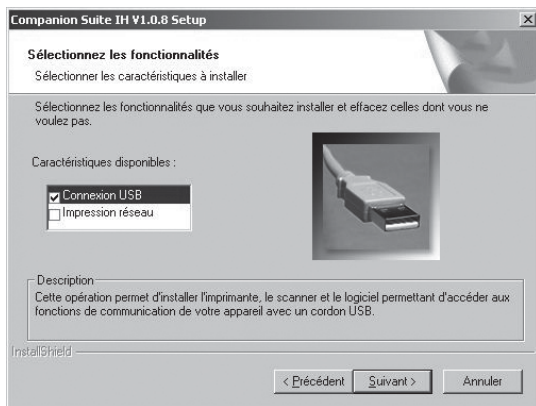 Companion Suite IH V1.0.8 Setup
Sélectionnez les fonctionnalités
Sélectionner les caractéristiques à installer
Sélectionnez les fonctionnalités que vous souhaitez installer et effacez celles dont vous ne
voulez pas.
Caractéristiques disponibles :
Connexion USB
Impression réseau
Description
Cette opération permet d'installer l'imprimante, le scanner et le logiciel permettant d'accéder aux
fonctions de communication de votre appareil avec un cordon USB.
InstallShield
< Précédent
Suivant >
Annuler